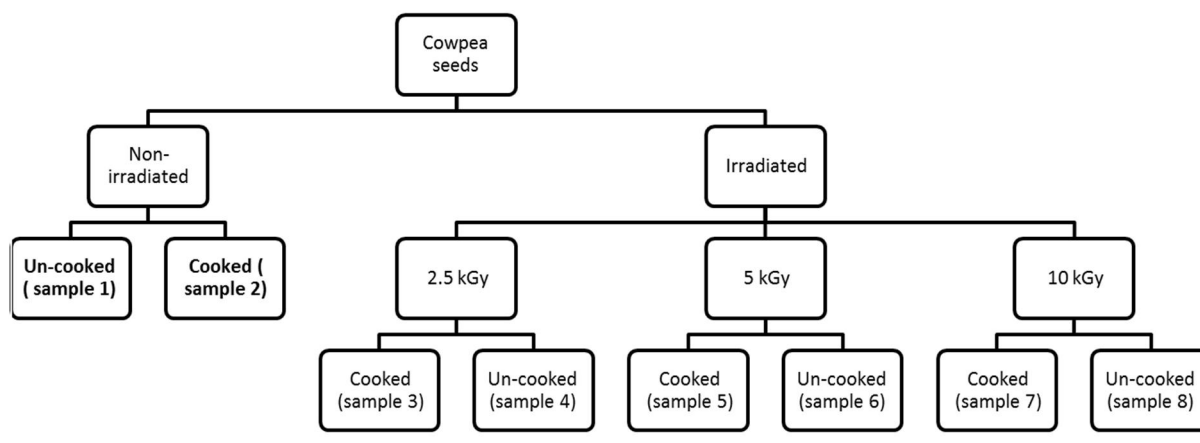 Cowpea
seeds
Non-
irradiated
Irradiated
Un-cooked
( sample 1)
Cooked (
sample 2)
2.5 kGy
5 kGy
10 kGy
Cooked
(sample 3)
Un-cooked
(sample 4)
Cooked
(sample 5)
Un-cooked
(sample 6)
Cooked
(sample 7)
Un-cooked
(sample 8)